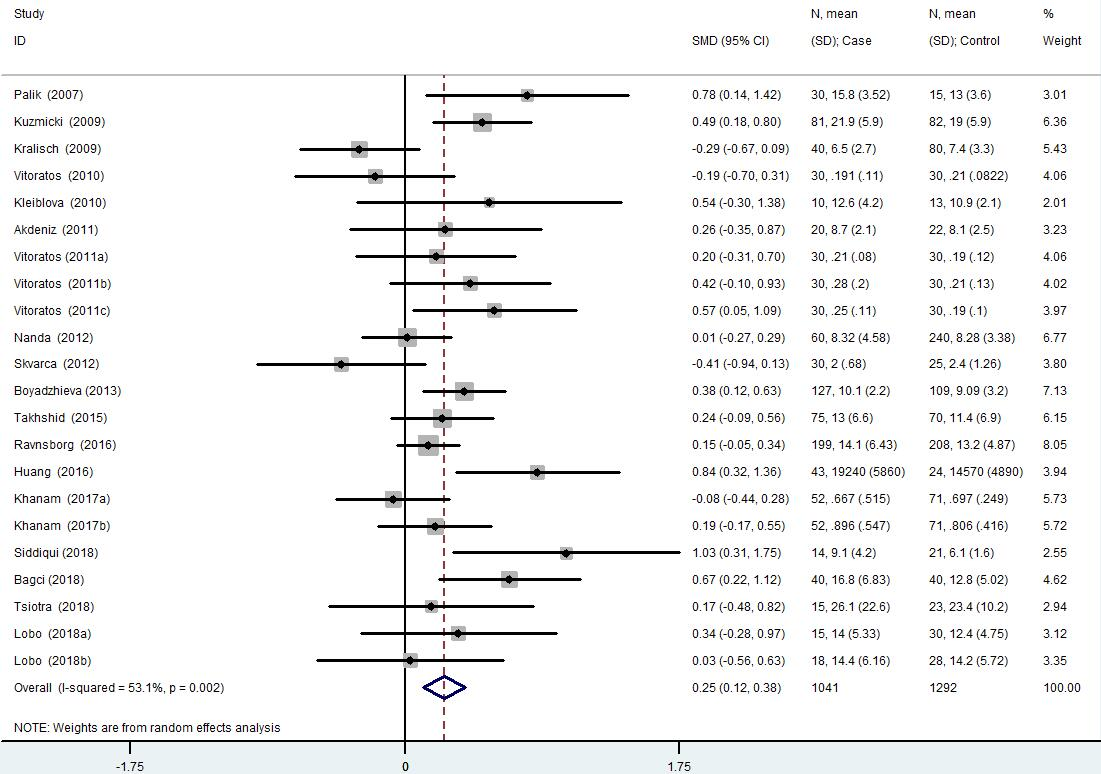 Study N, mean N, mean %
ID SMD (95% CI) (SD); Case (SD); Control Weight
Palik (2007) 0.78 (0.14, 1.42) 30, 15.8 (3.52) 15, 13 (3.6) 3.01
Kuzmicki (2009) 0.49 (0.18, 0.80) 81, 21.9 (5.9) 82, 19 (5.9) 6.36
Kralisch (2009) -0.29 (-0.67, 0.09) 40, 6.5 (2.7) 80, 7.4 (3.3) 5.43
Vitoratos (2010) -0.19 (-0.70, 0.31) 30, .191 (.11) 30, .21 (.0822) 4.06
Kleiblova (2010) 0.54 (-0.30, 1.38) 10, 12.6 (4.2) 13, 10.9 (2.1) 2.01
Akdeniz (2011) 0.26 (-0.35, 0.87) 20, 8.7 (2.1) 22, 8.1 (2.5) 3.23
Vitoratos (2011a) 0.20 (-0.31, 0.70) 30, .21 (.08) 30, .19 (.12) 4.06
Vitoratos (2011b) 0.42 (-0.10, 0.93) 30, .28 (.2) 30, .21 (.13) 4.02
Vitoratos (2011c) 0.57 (0.05, 1.09) 30, .25 (.11) 30, .19 (.1) 3.97
Nanda (2012) 0.01 (-0.27, 0.29) 60, 8.32 (4.58) 240, 8.28 (3.38) 6.77
Skvarca (2012) -0.41 (-0.94, 0.13) 30, 2 (.68) 25, 2.4 (1.26) 3.80
Boyadzhieva (2013) 0.38 (0.12, 0.63) 127, 10.1 (2.2) 109, 9.09 (3.2) 7.13
Takhshid (2015) 0.24 (-0.09, 0.56) 75, 13 (6.6) 70, 11.4 (6.9) 6.15
Ravnsborg (2016) 0.15 (-0.05, 0.34) 199, 14.1 (6.43) 208, 13.2 (4.87) 8.05
Huang (2016) 0.84 (0.32, 1.36) 43, 19240 (5860) 24, 14570 (4890) 3.94
Khanam (2017a) -0.08 (-0.44, 0.28) 52, .667 (.515) 71, .697 (.249) 5.73
Khanam (2017b) 0.19 (-0.17, 0.55) 52, .896 (.547) 71, .806 (.416) 5.72
Siddiqui (2018) 1.03 (0.31, 1.75) 14, 9.1 (4.2) 21, 6.1 (1.6) 2.55
Bagci (2018) 0.67 (0.22, 1.12) 40, 16.8 (6.83) 40, 12.8 (5.02) 4.62
Tsiotra (2018) 0.17 (-0.48, 0.82) 15, 26.1 (22.6) 23, 23.4 (10.2) 2.94
Lobo (2018a) 0.34 (-0.28, 0.97) 15, 14 (5.33) 30, 12.4 (4.75) 3.12
Lobo (2018b) 0.03 (-0.56, 0.63) 18, 14.4 (6.16) 28, 14.2 (5.72) 3.35
Overall (I-squared = 53.1%, p = 0.002) 0.25 (0.12, 0.38) 1041 1292 100.00
NOTE: Weights are from random effects analysis
-1.75 0 1.75